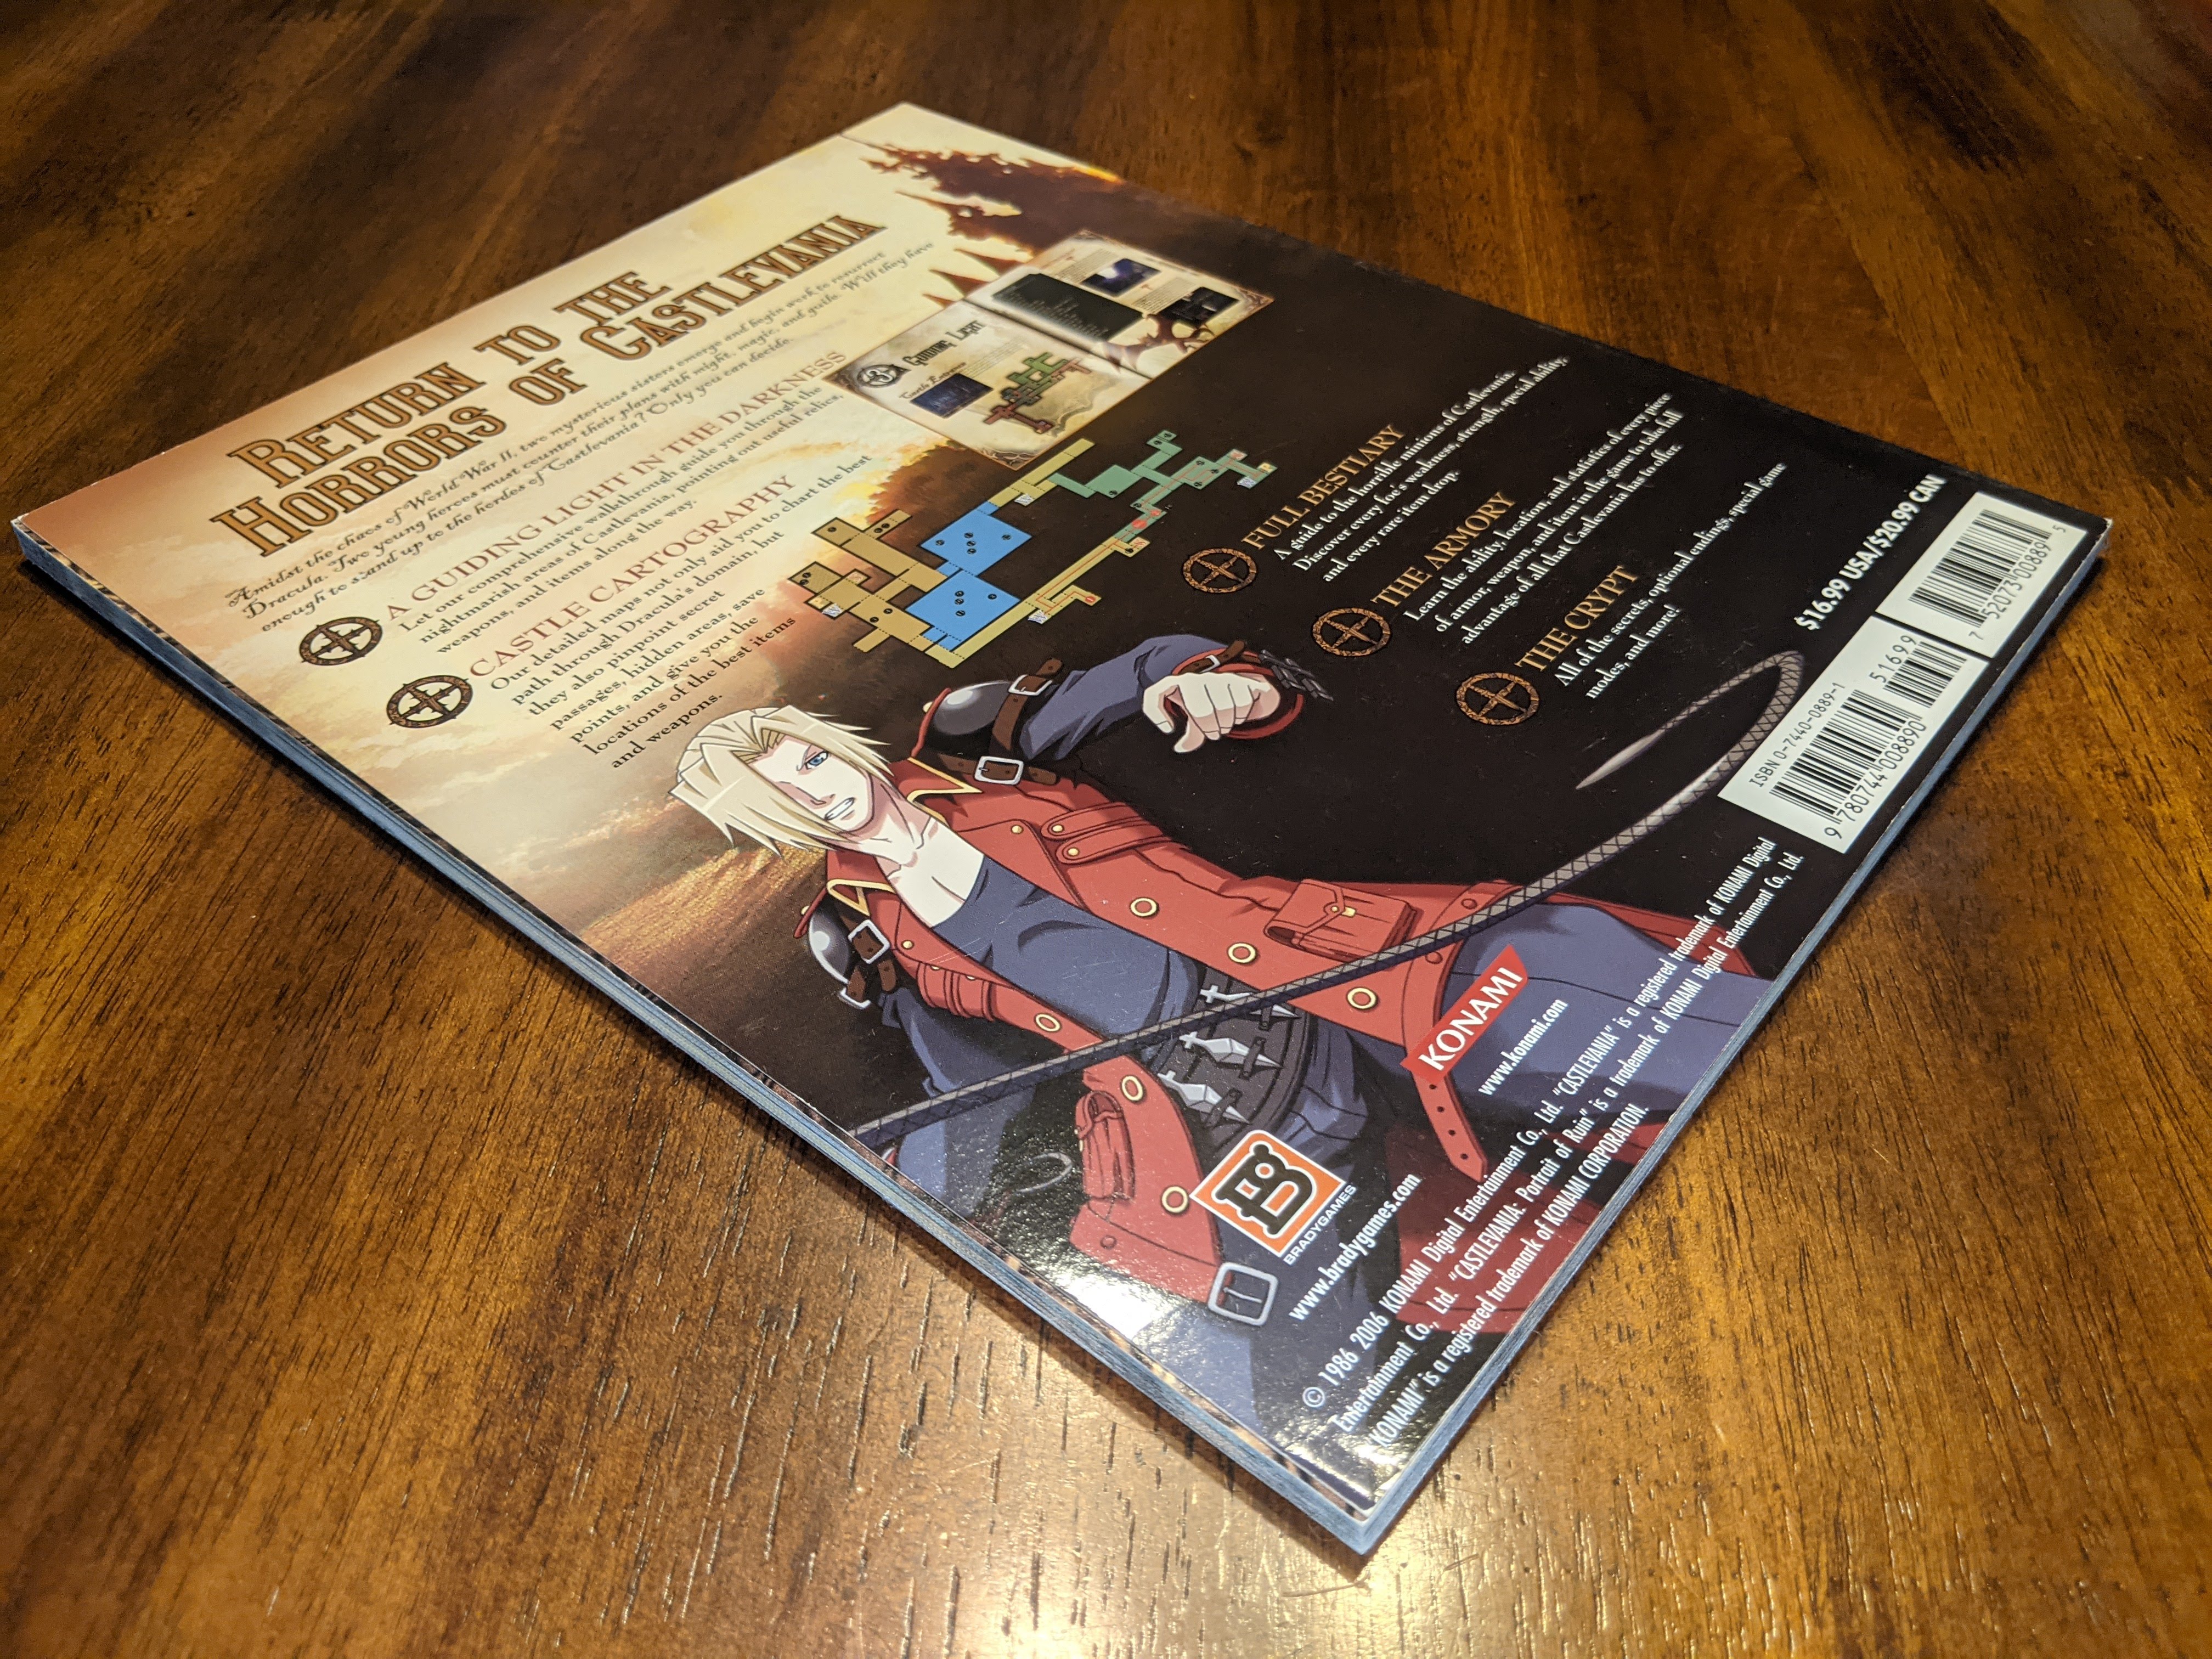 RETURN TO THE
HORRORS OF CASTLEVANIA
Amidst the chaos of World War II, two mysterious sisters emerge and begin work to resurrect
Dracula. Two young heroes must counter their plans with might, magic, and guile. Will they have
enough to stand up to the hordes of Castlevania? Only you can decide.
A GUIDING LIGHT IN THE DARKNESS
Let our comprehensive walkthrough guide you through the
nightmarish areas of Castlevania, pointing out useful relics,
weapons, and items along the way.
CASTLE CARTOGRAPHY
Our detailed maps not only aid you to chart the best
path through Dracula's domain, but
they also pinpoint secret
passages, hidden areas, save
points, and give you the
locations of the best items
and weapons.
Guiding Light
FULL BESTIARY
A guide to the horrible minions of Castlevania.
Discover every foe's weakness, strength, special ability,
and every rare item drop.
THE ARMORY
Learn the ability, location, and statistics of every piece
of armor, weapon, and item in the game to take full
advantage of all that Castlevania has to offer
THE CRYPT
All of the secrets, optional endings, special game
modes, and more!
$16.99 USA/$20.99 CAN
7 52073 00889 5
ISBN 0-7440-0889-1
51699
9 780744 008890
KONAMI
www.konami.com
B
BRADYGAMES
www.bradygames.com
© 1986 2006 KONAMI Digital Entertainment Co., Ltd. "CASTLEVANIA" is a registered trademark of KONAMI Digital
Entertainment Co., Ltd. "CASTLEVANIA: Portrait of Ruin" is a trademark of KONAMI Digital Entertainment Co., Ltd.
"KONAMI" is a registered trademark of KONAMI CORPORATION.